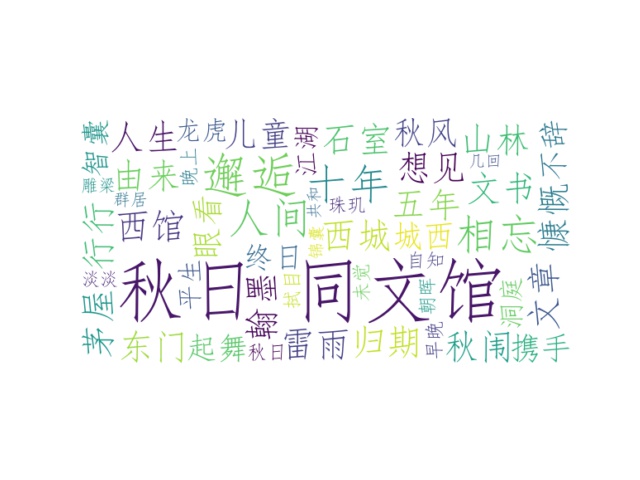 智囊
人生
龙虎
儿童
江湖
石室
秋风
山林
慷慨不辞
雕梁
由来
晚上
邂逅
十年
想见
几回
群居
共和
珠玑
文书
行行
西馆
眼看
人间
锦囊
五年
西城
城西
相忘
淡淡
平生
终日
自知
秋日
同文馆
翰墨
拭目
未觉
朝晖
洞庭
文章
茅屋
东门
起舞
秋日
雷雨
归期
早晚
秋闱
携手